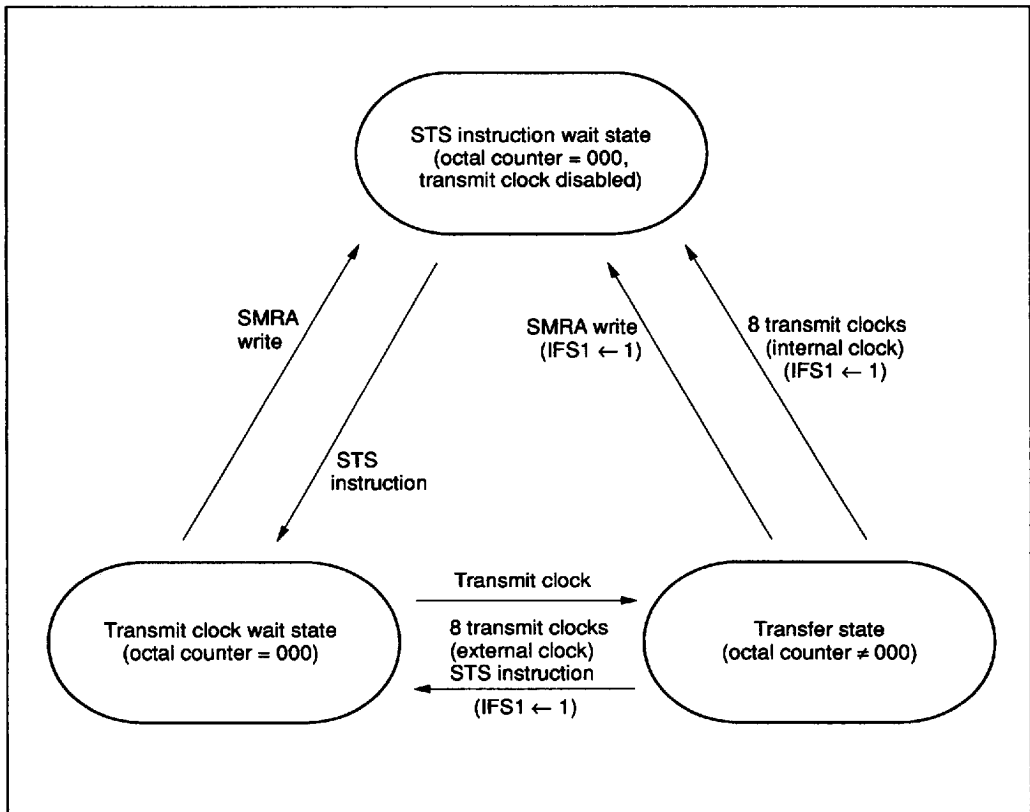 STS instruction wait state
(octal counter = 000,
transmit clock disabled)
SMRA
write
SMRA write
(IFS1 ← 1)
8 transmit clocks
(internal clock)
(IFS1 ← 1)
STS
instruction
Transmit clock wait state
(octal counter = 000)
Transmit clock
8 transmit clocks
(external clock)
STS instruction
(IFS1 ← 1)
Transfer state
(octal counter ≠ 000)